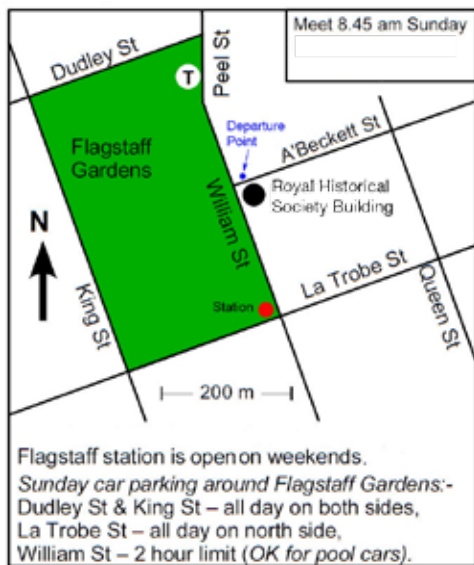 Meet 8.45 am Sunday
Dudley St
Peel St
T
Flagstaff
Gardens
Departure
Point
A'Beckett St
Royal Historical
Society Building
William St
N
King St
Station
La Trobe St
Queen St
200 m
Flagstaff station is open on weekends.
Sunday car parking around Flagstaff Gardens:-
Dudley St & King St – all day on both sides,
La Trobe St – all day on north side,
William St – 2 hour limit (OK for pool cars).